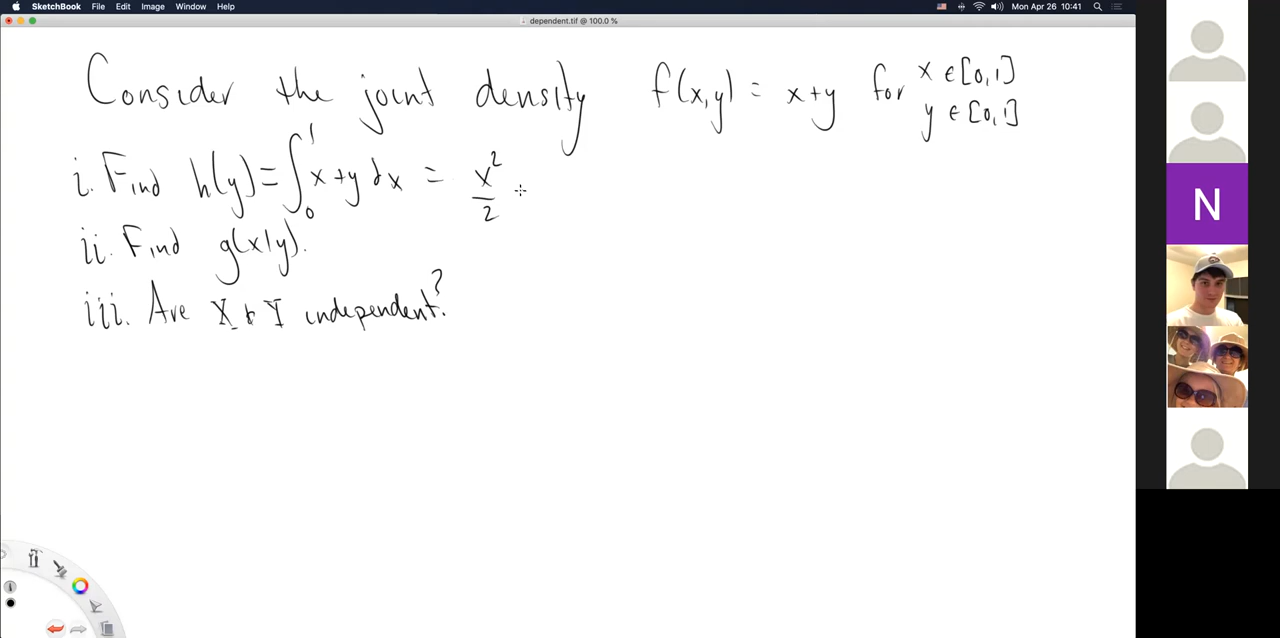 SketchBook File Edit Image Window Help Mon Apr 26 10:41
dependent.tif @ 100.0 %
Consider the joint density f(x,y) = x+y for x ∈ [0,1]
y ∈ [0,1]
i. Find h(y) = ∫₀¹ x+y dx = x²/2
ii. Find g(x|y).
iii. Are X & Y independent?
N